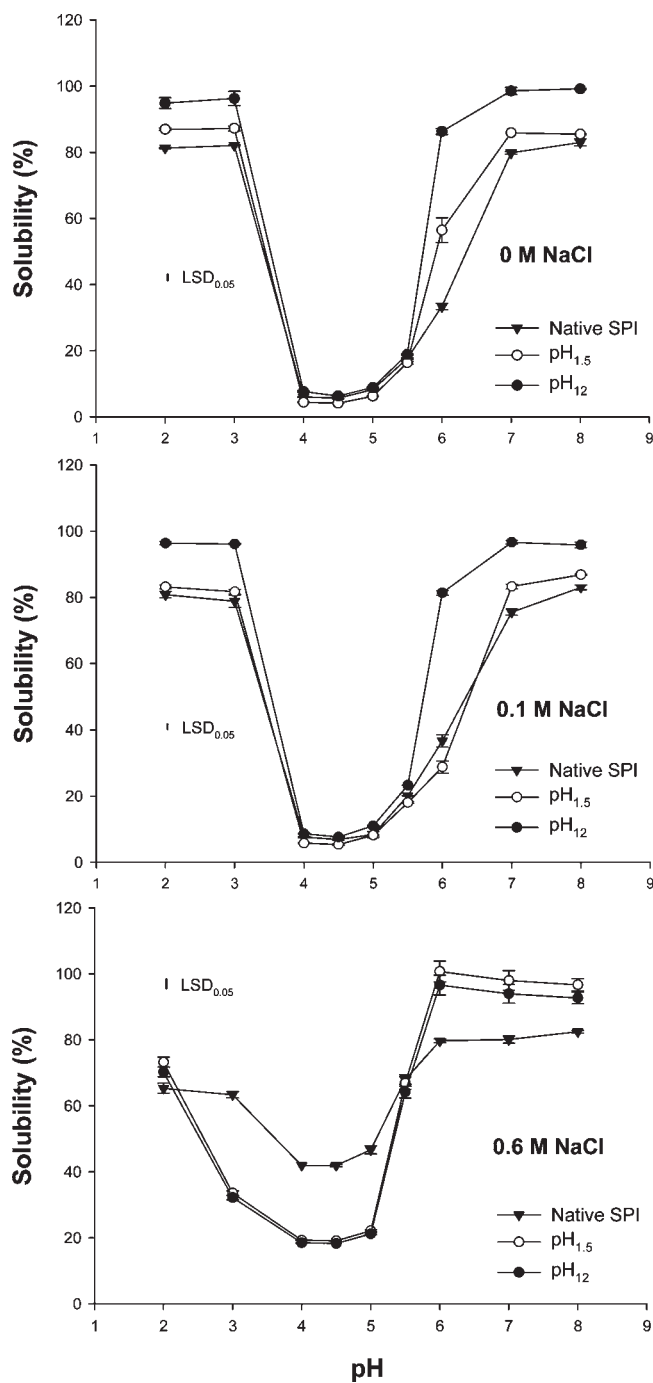 120
100
80
60
40
20
0
Solubility (%)
LSD0.05
0 M NaCl
Native SPI
pH1.5
pH12
1 2 3 4 5 6 7 8 9
120
100
80
60
40
20
0
Solubility (%)
LSD0.05
0.1 M NaCl
Native SPI
pH1.5
pH12
1 2 3 4 5 6 7 8 9
120
100
80
60
40
20
0
Solubility (%)
LSD0.05
0.6 M NaCl
Native SPI
pH1.5
pH12
1 2 3 4 5 6 7 8 9
pH